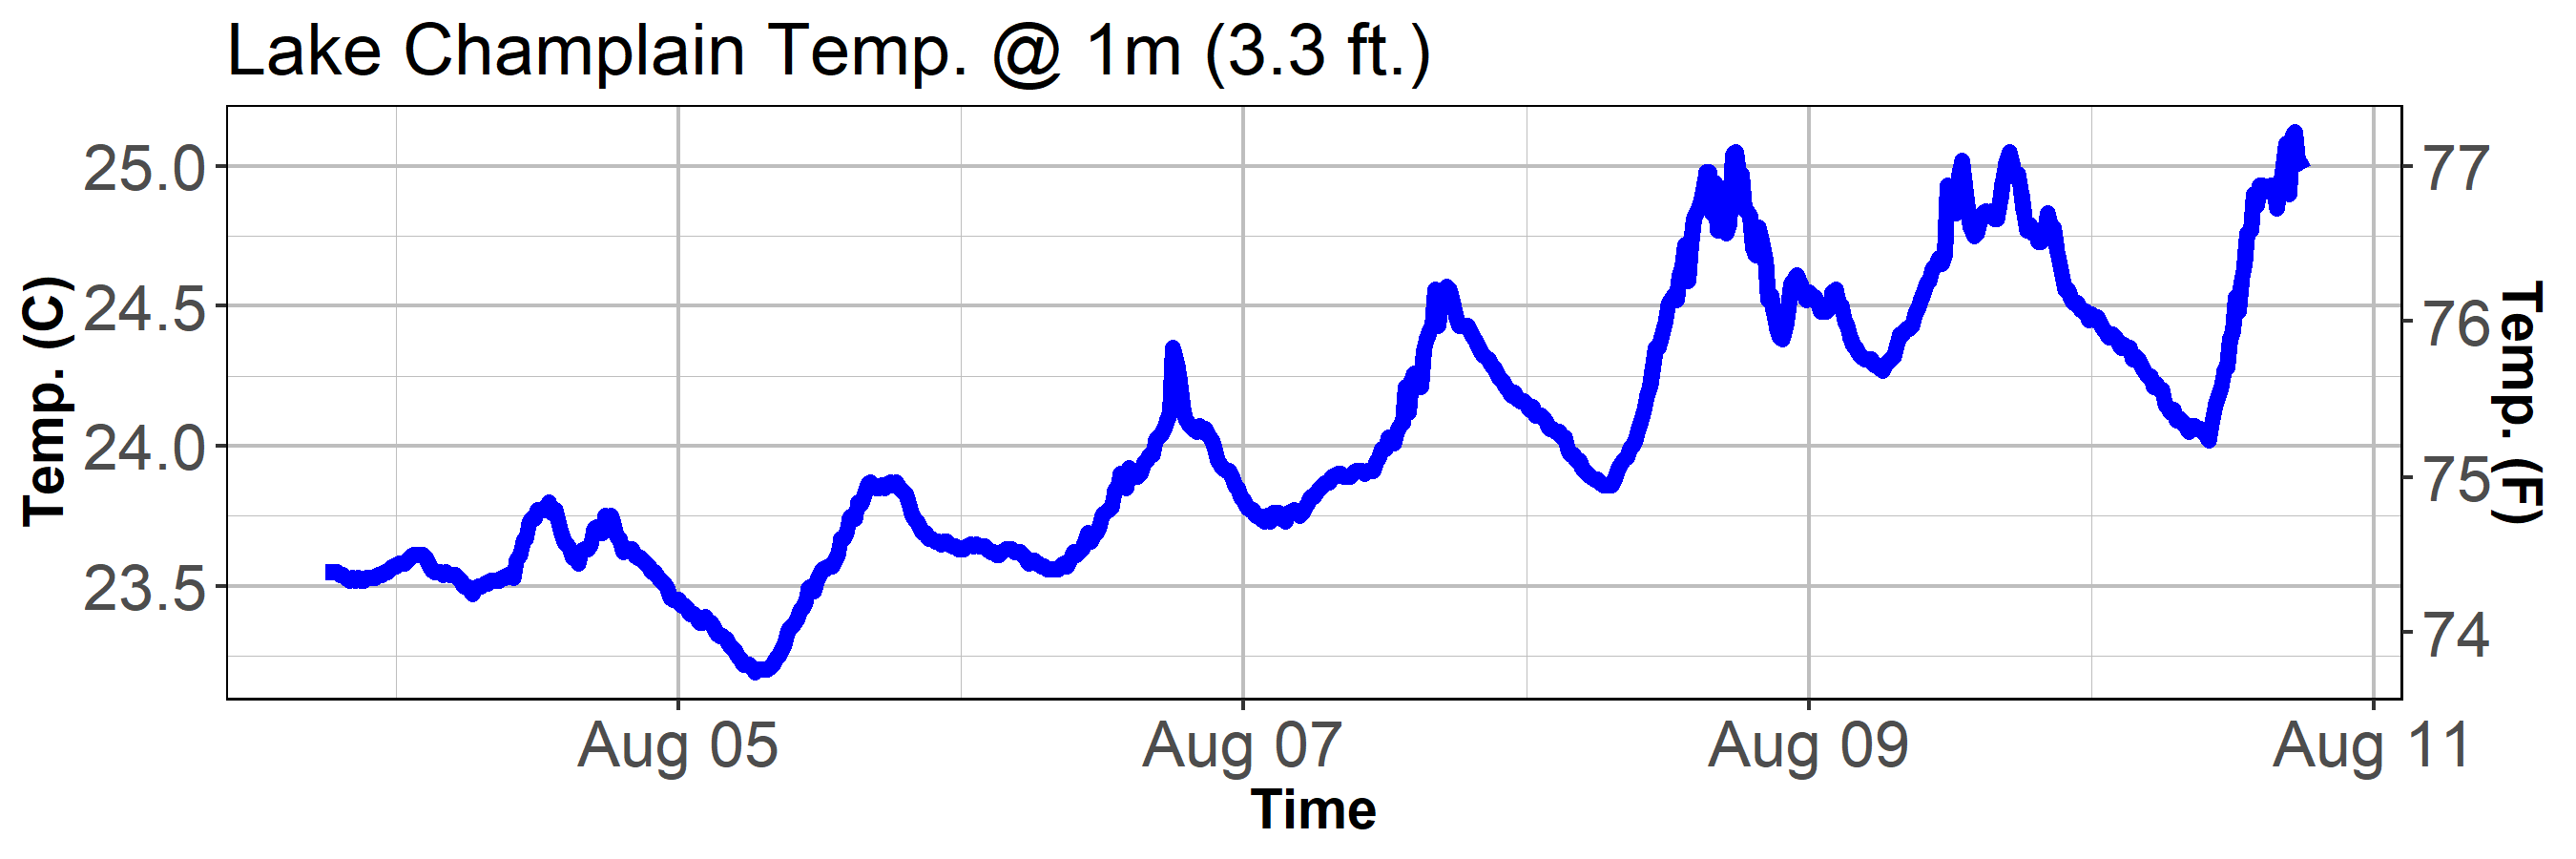 Lake Champlain Temp. @ 1m (3.3 ft.)
Temp. (C)
25.0
24.5
24.0
23.5
77
76
75
74
Temp. (F)
Aug 05
Aug 07
Aug 09
Aug 11
Time